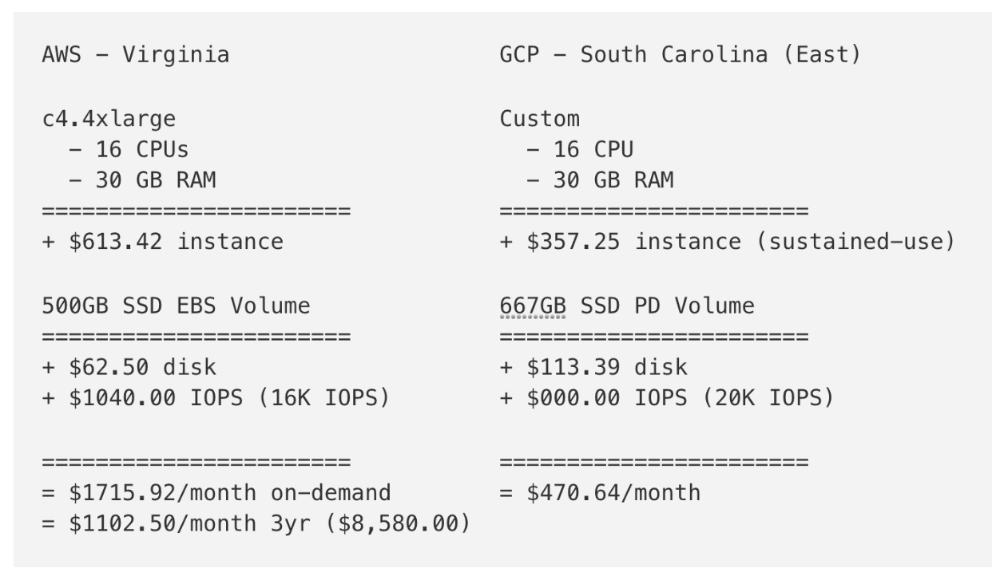 AWS – Virginia
c4.4xlarge
– 16 CPUs
– 30 GB RAM
=======================
+ $613.42 instance
500GB SSD EBS Volume
=======================
+ $62.50 disk
+ $1040.00 IOPS (16K IOPS)
=======================
= $1715.92/month on–demand
= $1102.50/month 3yr ($8,580.00)
GCP – South Carolina (East)
Custom
– 16 CPU
– 30 GB RAM
=======================
+ $357.25 instance (sustained–use)
667GB SSD PD Volume
=======================
+ $113.39 disk
+ $000.00 IOPS (20K IOPS)
=======================
= $470.64/month